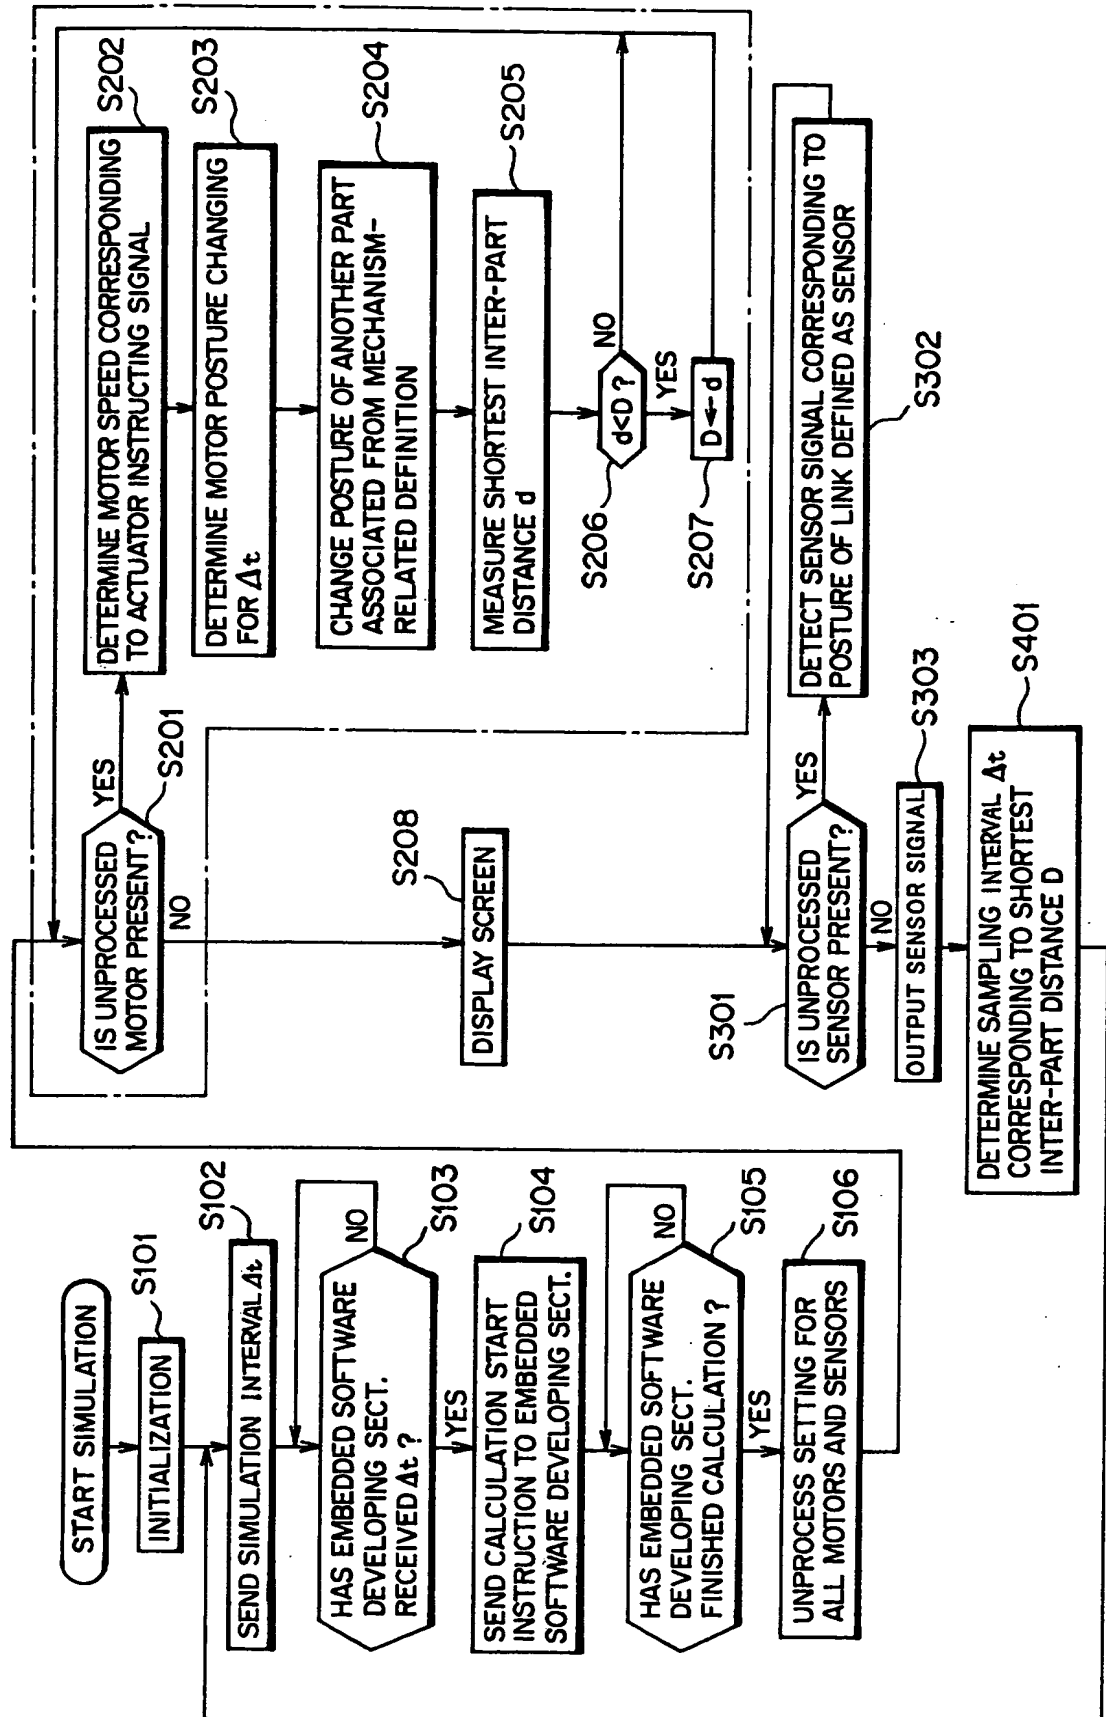 START SIMULATION
S101
INITIALIZATION
S102
SEND SIMULATION INTERVAL Δt
HAS EMBEDDED SOFTWARE
DEVELOPING SECT.
RECEIVED Δt ?
NO
S103
YES
S104
SEND CALCULATION START
INSTRUCTION TO EMBEDDED
SOFTWARE DEVELOPING SECT.
HAS EMBEDDED SOFTWARE
DEVELOPING SECT.
FINISHED CALCULATION ?
NO
S105
YES
S106
UNPROCESS SETTING FOR
ALL MOTORS AND SENSORS
IS UNPROCESSED
MOTOR PRESENT?
YES
S201
NO
DETERMINE MOTOR SPEED CORRESPONDING
TO ACTUATOR INSTRUCTING SIGNAL
S202
DETERMINE MOTOR POSTURE CHANGING
FOR Δt
S203
CHANGE POSTURE OF ANOTHER PART
ASSOCIATED FROM MECHANISM-
RELATED DEFINITION
S204
MEASURE SHORTEST INTER-PART
DISTANCE d
S205
d<D ?
NO
S206
YES
D←d
S207
S208
DISPLAY SCREEN
IS UNPROCESSED
SENSOR PRESENT?
YES
S301
NO
DETECT SENSOR SIGNAL CORRESPONDING TO
POSTURE OF LINK DEFINED AS SENSOR
S302
OUTPUT SENSOR SIGNAL
S303
DETERMINE SAMPLING INTERVAL Δt
CORRESPONDING TO SHORTEST
INTER-PART DISTANCE D
S401